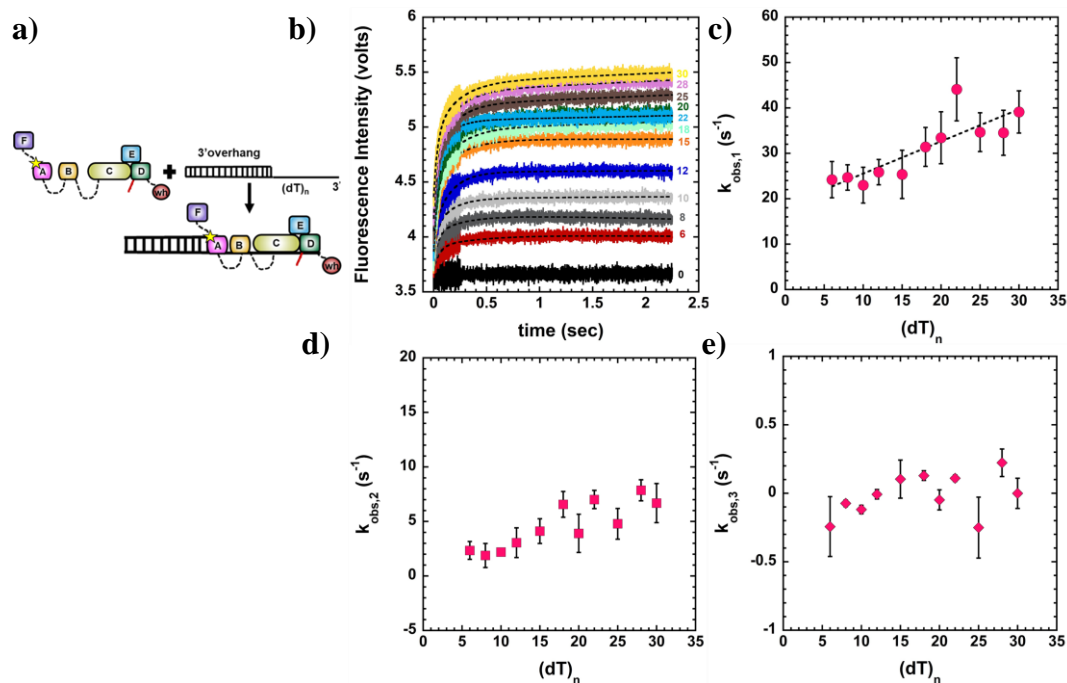 a)
F
A
B
C
E
D
wh
3'overhang
(dT)n
3'
F
A
B
C
E
D
wh
b)
Fluorescence Intensity (volts)
6
5.5
5
4.5
4
3.5
0
0.5
1
1.5
2
2.5
time (sec)
30
28
25
20
22
18
15
12
10
8
6
0
c)
kobs,1 (s-1)
60
50
40
30
20
10
0
0
5
10
15
20
25
30
35
(dT)n
d)
kobs,2 (s-1)
20
15
10
5
0
-5
0
5
10
15
20
25
30
35
(dT)n
e)
kobs,3 (s-1)
1
0.5
0
-0.5
-1
0
5
10
15
20
25
30
35
(dT)n